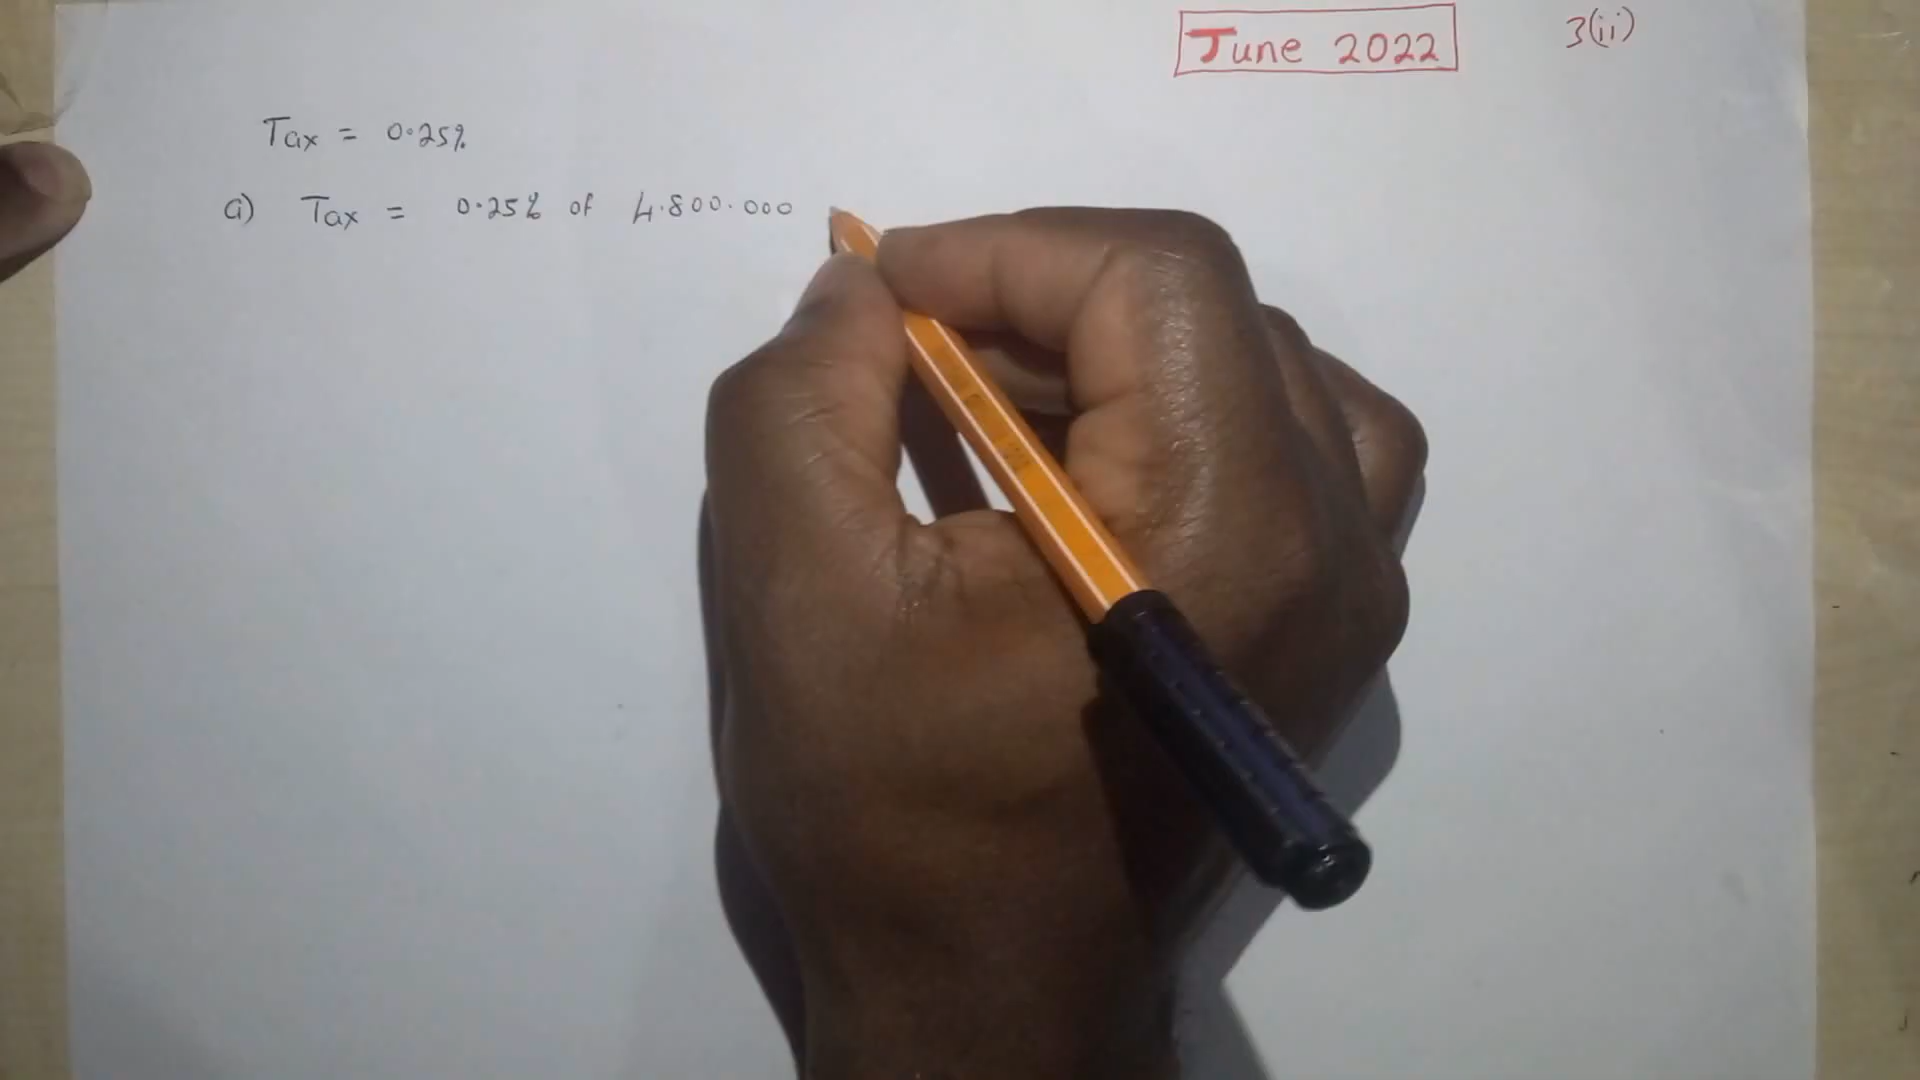 June 2022
3(ii)
Tax = 0.25%
a) Tax = 0.25% of 4.800.000